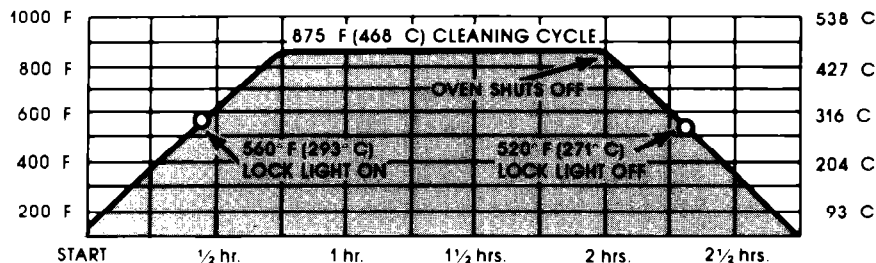 1000 F
875 F (468 C) CLEANING CYCLE
538 C
800 F
427 C
OVEN SHUTS OFF
600 F
316 C
560° F (293° C)
LOCK LIGHT ON
520° F (271° C)
LOCK LIGHT OFF
400 F
204 C
200 F
93 C
START
½ hr.
1 hr.
1½ hrs.
2 hrs.
2½ hrs.